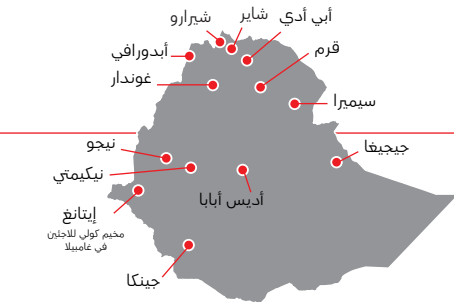 شيرارو
شاير
أبي أدي
أبدورافي
قرم
غوندار
سيميرا
نيجو
جيجيغا
نيكيمتي
أديس أبابا
إيتانغ
مخيم كولي للاجئين
في غامبيلا
جينكا